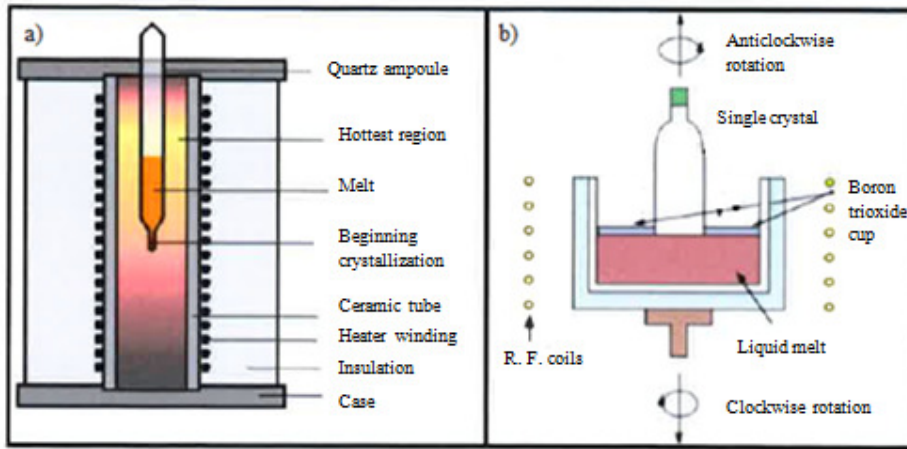 a)
Quartz ampoule
Hottest region
Melt
Beginning
crystallization
Ceramic tube
Heater winding
Insulation
Case
b)
Anticlockwise
rotation
Single crystal
Boron
trioxide
cup
R. F. coils
Liquid melt
Clockwise rotation